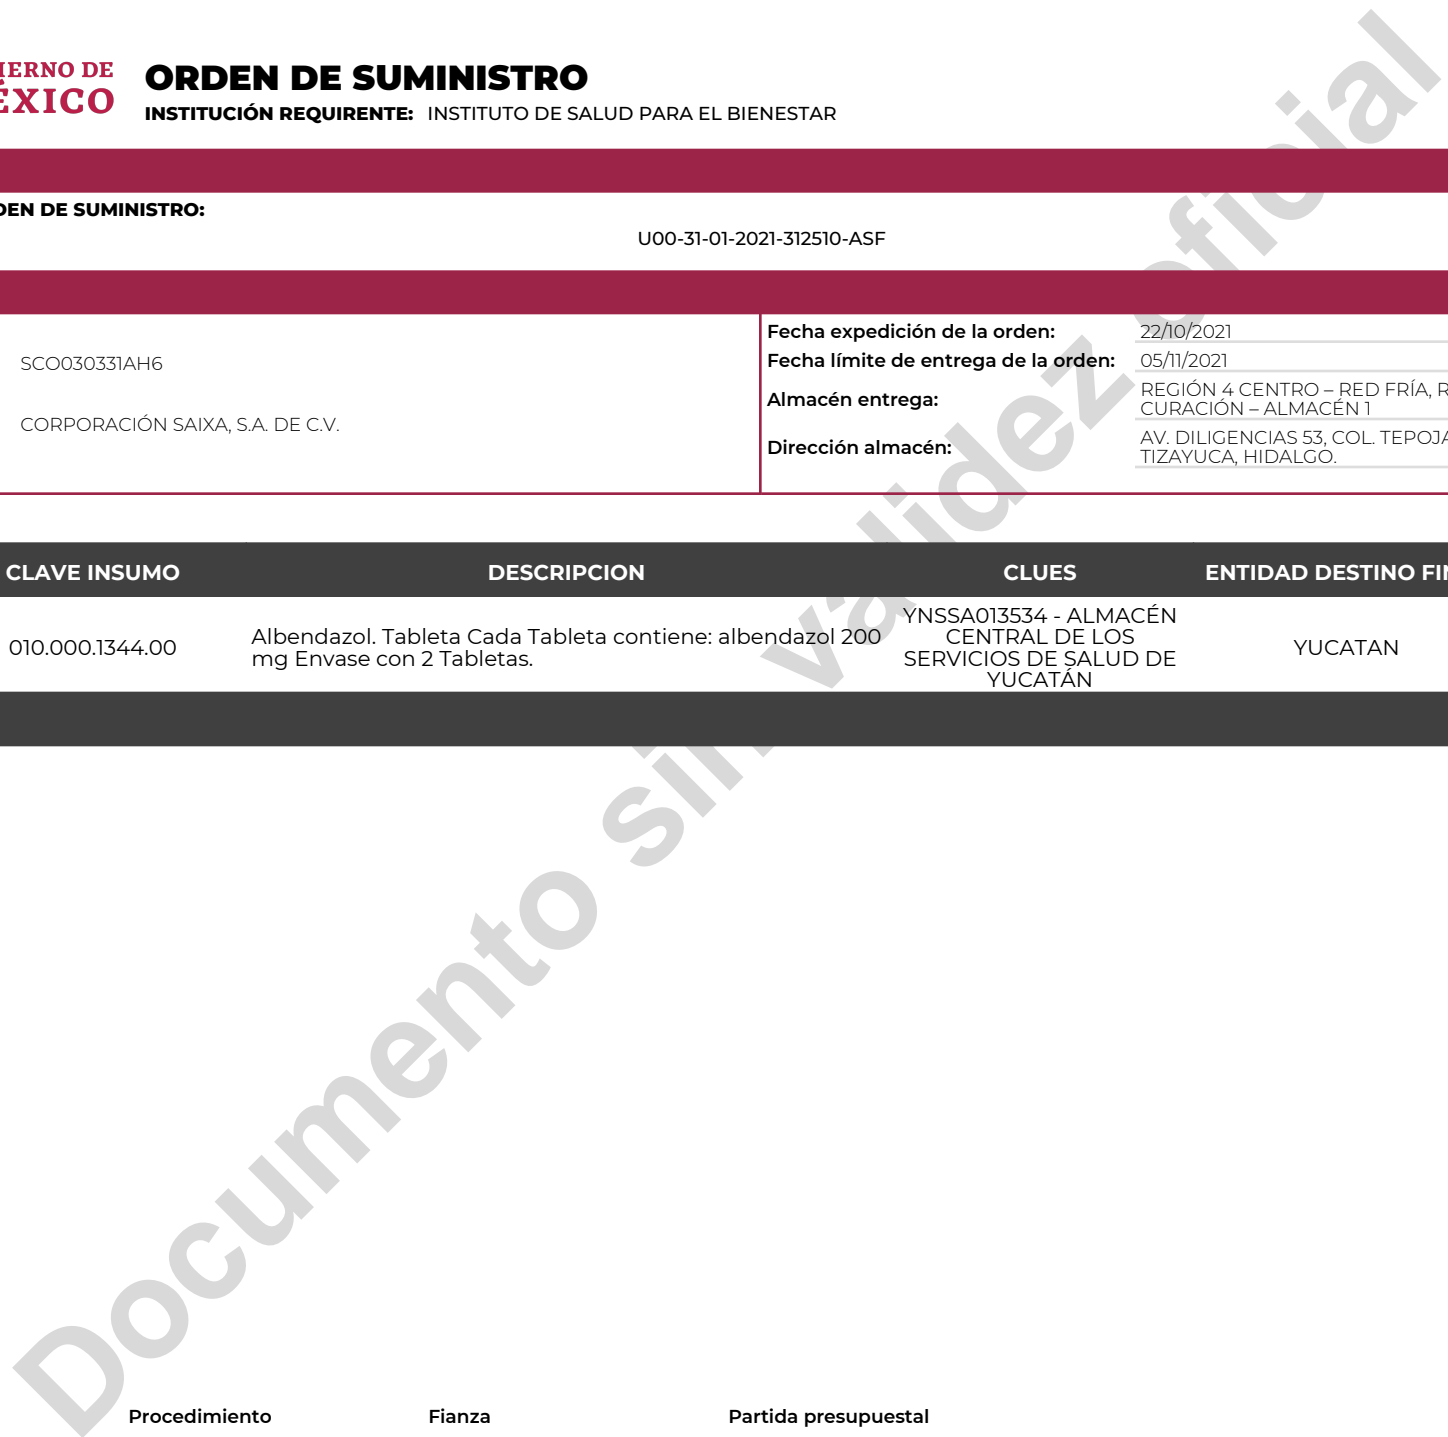 IERNO DE
ÉXICO
ORDEN DE SUMINISTRO
INSTITUCIÓN REQUIRENTE: INSTITUTO DE SALUD PARA EL BIENESTAR
DEN DE SUMINISTRO:
U00-31-01-2021-312510-ASF
SCO030331AH6
CORPORACIÓN SAIXA, S.A. DE C.V.
Fecha expedición de la orden: 22/10/2021
Fecha límite de entrega de la orden: 05/11/2021
Almacén entrega: REGIÓN 4 CENTRO – RED FRÍA, R
CURACIÓN – ALMACÉN 1
Dirección almacén: AV. DILIGENCIAS 53, COL. TEPOJA
TIZAYUCA, HIDALGO.
CLAVE INSUMO DESCRIPCION CLUES ENTIDAD DESTINO FIN
010.000.1344.00
Albendazol. Tableta Cada Tableta contiene: albendazol 200
mg Envase con 2 Tabletas.
YNSSA013534 - ALMACÉN
CENTRAL DE LOS
SERVICIOS DE SALUD DE
YUCATÁN
YUCATAN
Documento sin validez oficial
Procedimiento Fianza Partida presupuestal